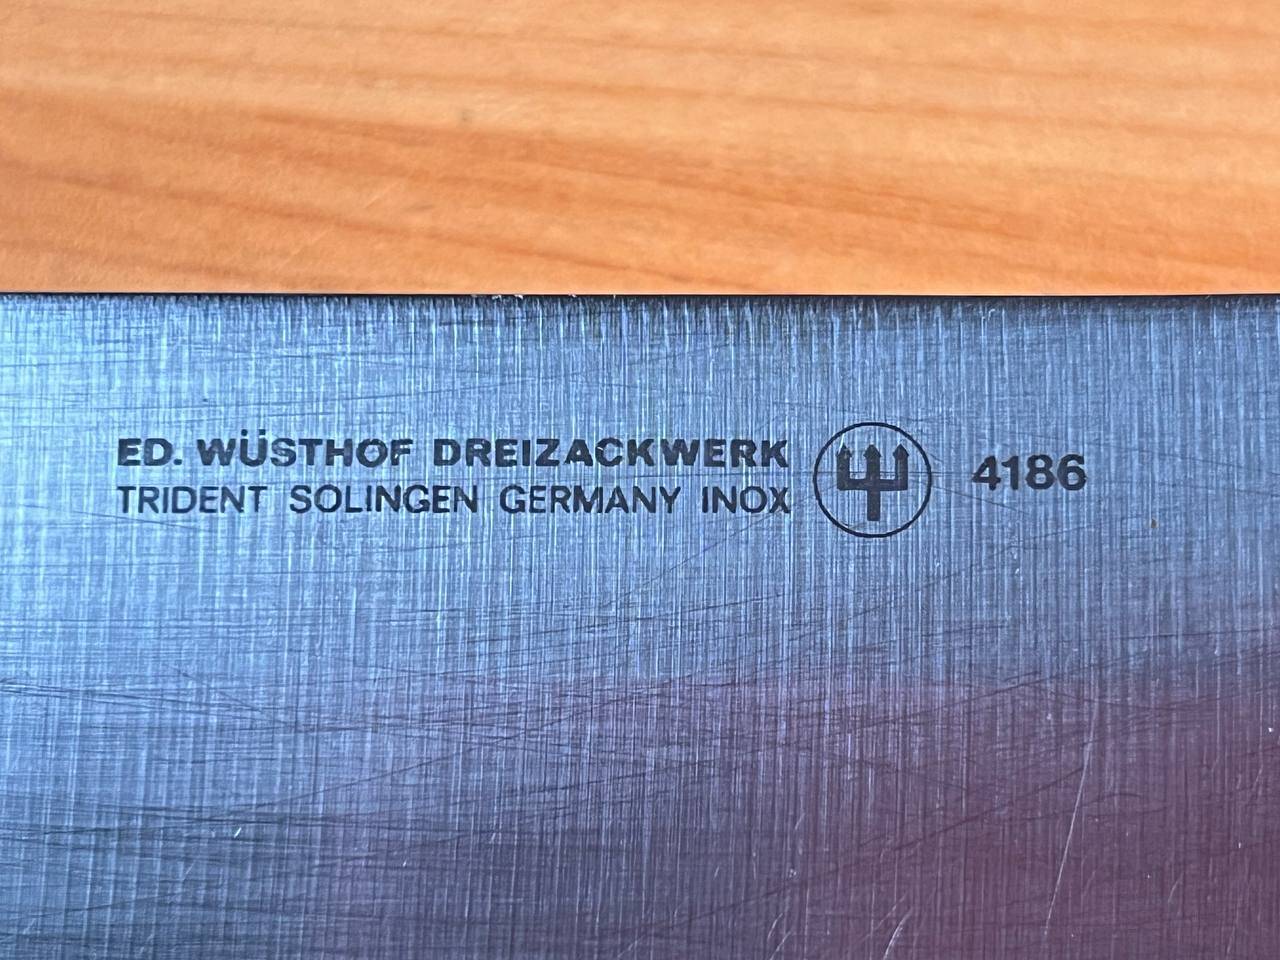 ED. WÜSTHOF DREIZACKWERK
TRIDENT SOLINGEN GERMANY INOX
4186